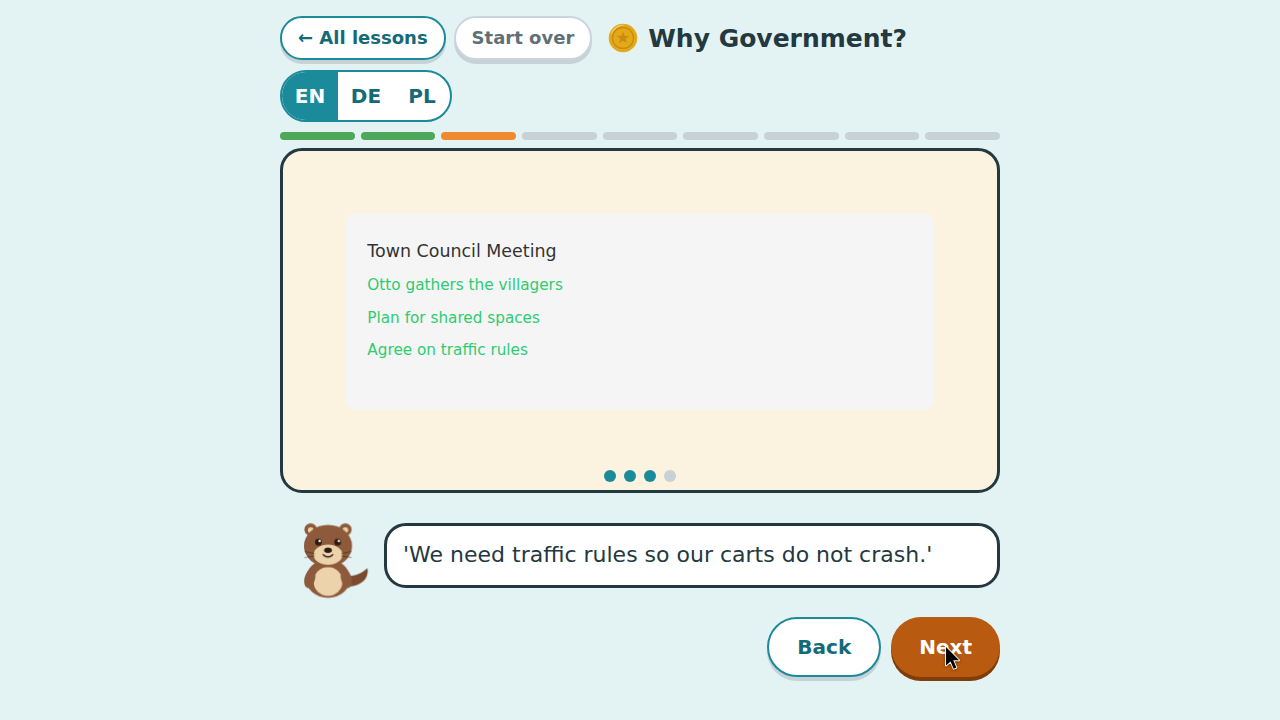 ← All lessons
Start over
Why Government?
EN DE PL
Town Council Meeting
Otto gathers the villagers
Plan for shared spaces
Agree on traffic rules
'We need traffic rules so our carts do not crash.'
Back
Next